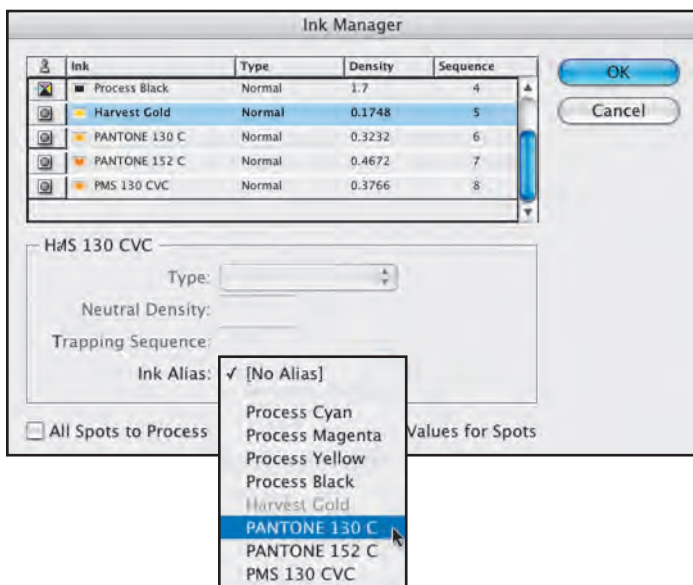 Ink Manager
Ink Type Density Sequence
Process Black Normal 1.7 4
Harvest Gold Normal 0.1748 5
PANTONE 130 C Normal 0.3232 6
PANTONE 152 C Normal 0.4672 7
PMS 130 CVC Normal 0.3766 8
OK
Cancel
130 CVC
Type:
Neutral Density:
Trapping Sequence:
Ink Alias: ✓ [No Alias]
Process Cyan
Process Magenta
Process Yellow
Process Black
Harvest Gold
PANTONE 130 C
PANTONE 152 C
PMS 130 CVC
All Spots to Process Values for Spots